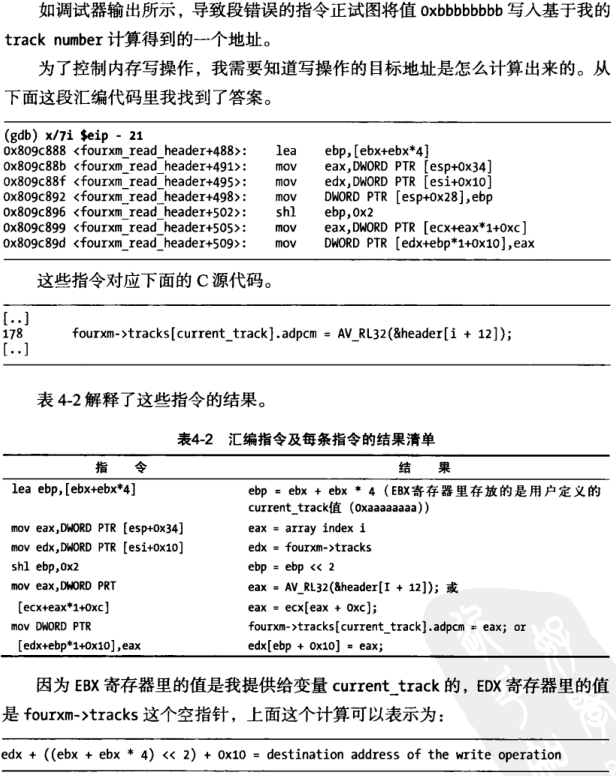 如调试器输出所示，导致段错误的指令正试图将值 0xbbbbbbbb 写入基于我的
track number 计算得到的一个地址。
为了控制内存写操作，我需要知道写操作的目标地址是怎么计算出来的。从
下面这段汇编代码里我找到了答案。
(gdb) x/7i $eip - 21
0x809c888 <fourxm_read_header+488>: lea ebp,[ebx+ebx*4]
0x809c88b <fourxm_read_header+491>: mov eax,DWORD PTR [esp+0x34]
0x809c88f <fourxm_read_header+495>: mov edx,DWORD PTR [esi+0x10]
0x809c892 <fourxm_read_header+498>: mov DWORD PTR [esp+0x28],ebp
0x809c896 <fourxm_read_header+502>: shl ebp,0x2
0x809c899 <fourxm_read_header+505>: mov eax,DWORD PTR [ecx+eax*1+0xc]
0x809c89d <fourxm_read_header+509>: mov DWORD PTR [edx+ebp*1+0x10],eax
这些指令对应下面的 C 源代码。
[..]
178 fourxm->tracks[current_track].adpcm = AV_RL32(&header[i + 12]);
[..]
表 4-2 解释了这些指令的结果。
表4-2 汇编指令及每条指令的结果清单
指 令 结 果
lea ebp,[ebx+ebx*4] ebp = ebx + ebx * 4 (EBX寄存器里存放的是用户定义的
current_track值 (0xaaaaaaaa))
mov eax,DWORD PTR [esp+0x34] eax = array index i
mov edx,DWORD PTR [esi+0x10] edx = fourxm->tracks
shl ebp,0x2 ebp = ebp << 2
mov eax,DWORD PRT eax = AV_RL32(&header[I + 12]); 或
[ecx+eax*1+0xc] eax = ecx[eax + 0xc];
mov DWORD PTR fourxm->tracks[current_track].adpcm = eax; or
[edx+ebp*1+0x10],eax edx[ebp + 0x10] = eax;
因为 EBX 寄存器里的值是我提供给变量 current_track 的，EDX 寄存器里的值
是 fourxm->tracks 这个空指针，上面这个计算可以表示为：
edx + ((ebx + ebx * 4) << 2) + 0x10 = destination address of the write operation